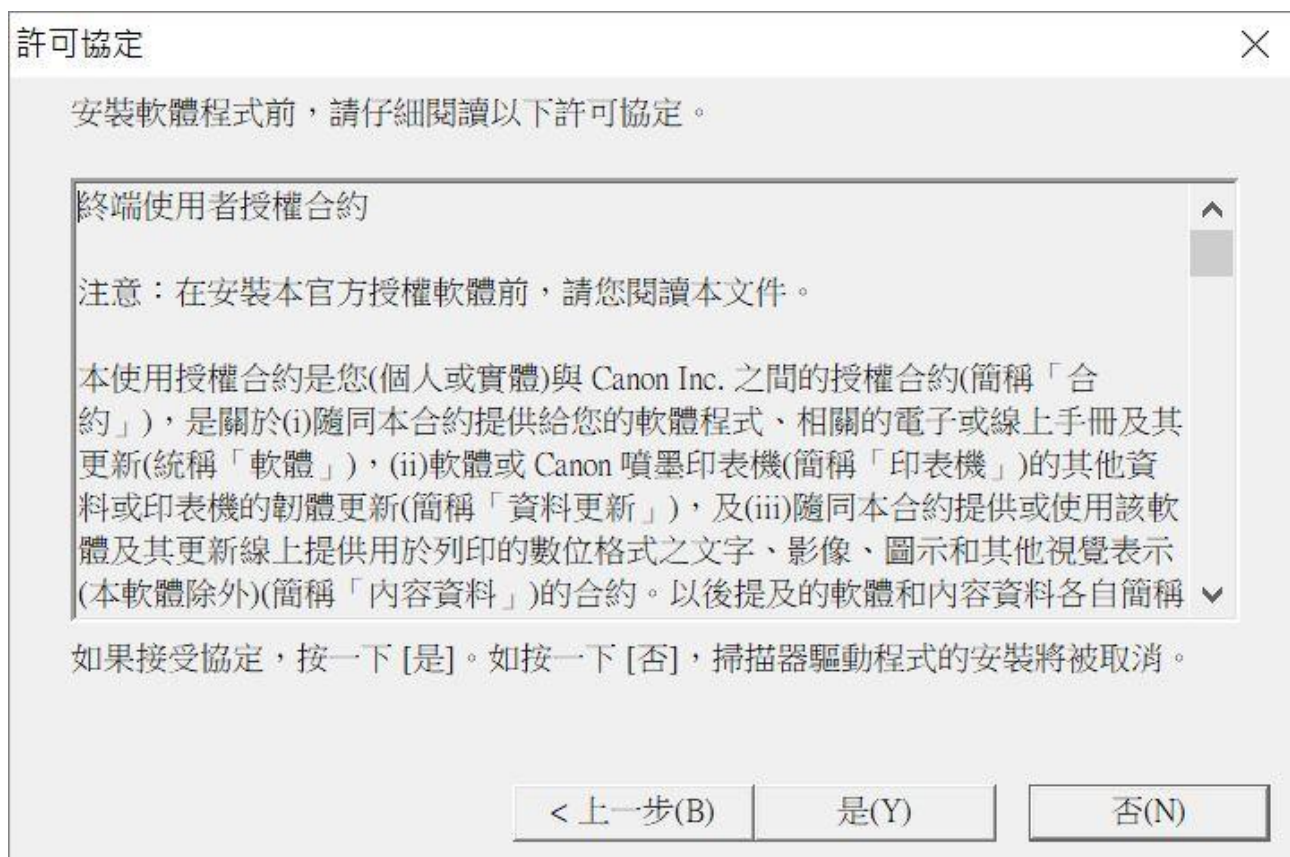 許可協定
安裝軟體程式前，請仔細閱讀以下許可協定。
終端使用者授權合約
注意：在安裝本官方授權軟體前，請您閱讀本文件。
本使用授權合約是您(個人或實體)與 Canon Inc. 之間的授權合約(簡稱「合
約」)，是關於(i)隨同本合約提供給您的軟體程式、相關的電子或線上手冊及其
更新(統稱「軟體」)，(ii)軟體或 Canon 噴墨印表機(簡稱「印表機」)的其他資
料或印表機的韌體更新(簡稱「資料更新」)，及(iii)隨同本合約提供或使用該軟
體及其更新線上提供用於列印的數位格式之文字、影像、圖示和其他視覺表示
(本軟體除外)(簡稱「內容資料」)的合約。以後提及的軟體和內容資料各自簡稱
如果接受協定，按一下 [是]。如按一下 [否]，掃描器驅動程式的安裝將被取消。
< 上一步(B)
是(Y)
否(N)